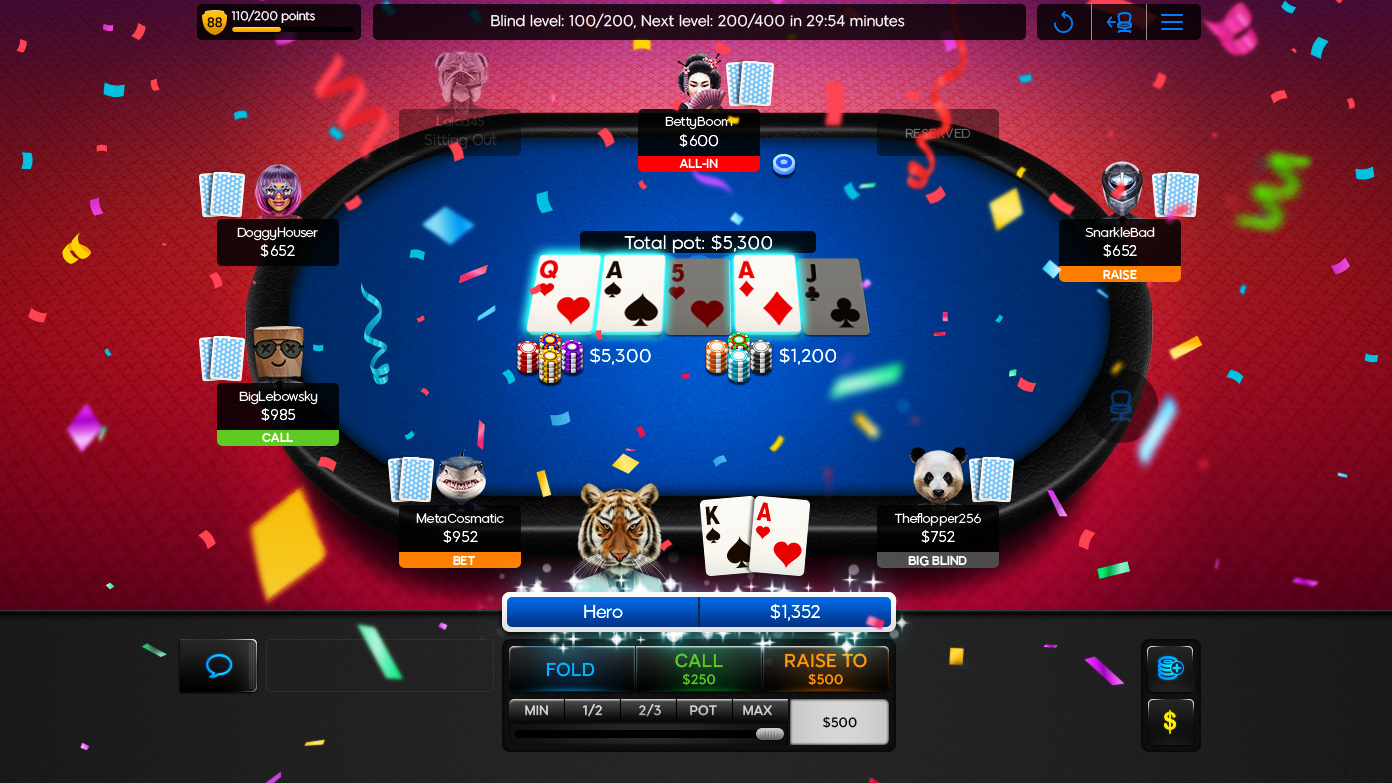 88
110/200 points
Blind level: 100/200, Next level: 200/400 in 29:54 minutes
Lalca45
Sitting Out
BettyBoom
$600
ALL-IN
RESERVED
DoggyHouser
$652
SnarkleBad
$652
RAISE
Total pot: $5,300
Q A 5 A J
$5,300
$1,200
BigLebowsky
$985
CALL
MetaCosmatic
$952
BET
K A
Theflopper256
$752
BIG BLIND
Hero $1,352
FOLD
CALL
$250
RAISE TO
$500
MIN 1/2 2/3 POT MAX
$500
$